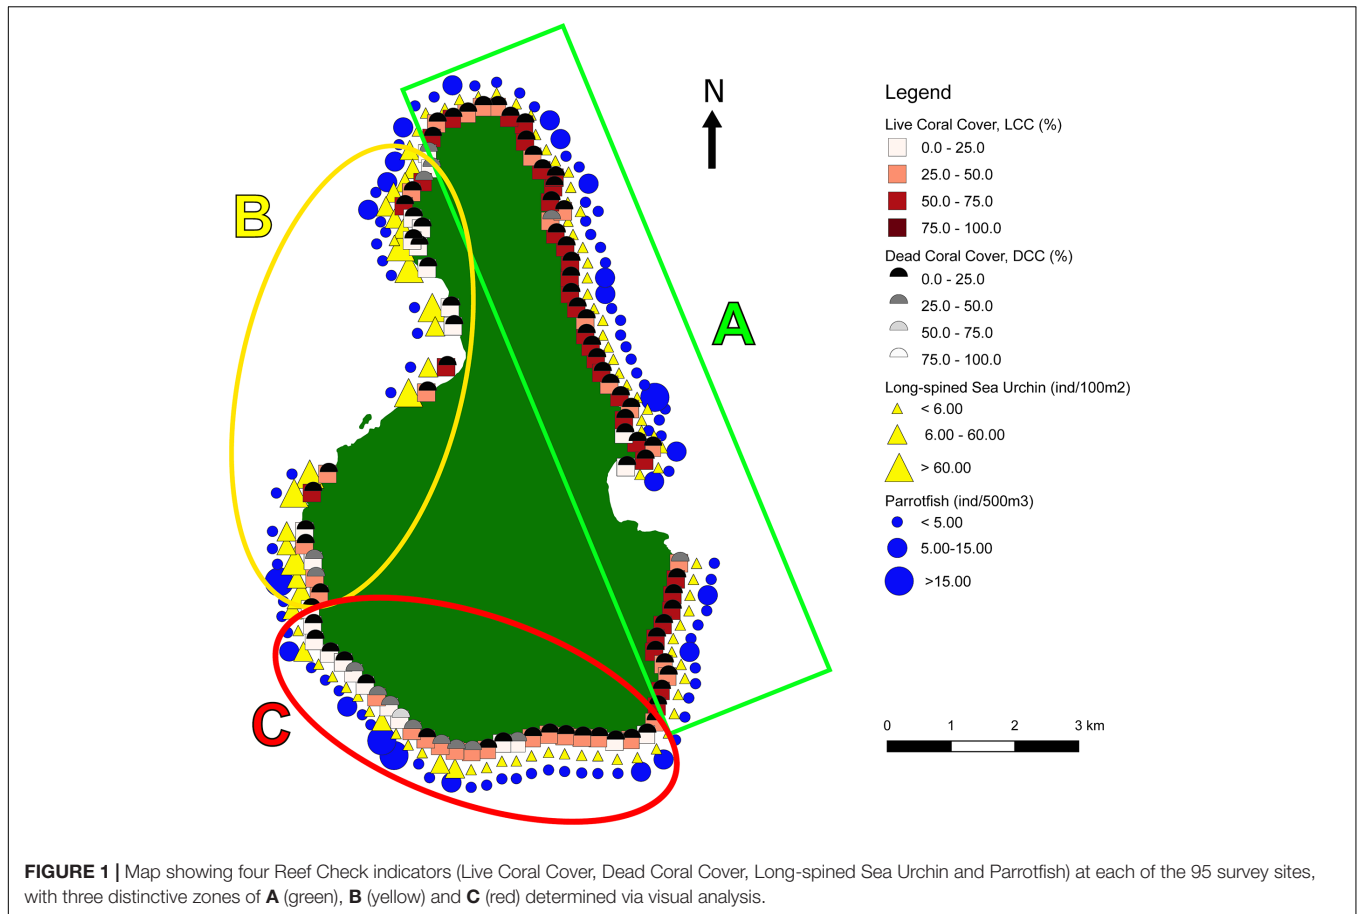 N
A
B
C
Legend
Live Coral Cover, LCC (%)
0.0 - 25.0
25.0 - 50.0
50.0 - 75.0
75.0 - 100.0
Dead Coral Cover, DCC (%)
0.0 - 25.0
25.0 - 50.0
50.0 - 75.0
75.0 - 100.0
Long-spined Sea Urchin (ind/100m2)
< 6.00
6.00 - 60.00
> 60.00
Parrotfish (ind/500m3)
< 5.00
5.00-15.00
>15.00
0 1 2 3 km
FIGURE 1 | Map showing four Reef Check indicators (Live Coral Cover, Dead Coral Cover, Long-spined Sea Urchin and Parrotfish) at each of the 95 survey sites,
with three distinctive zones of A (green), B (yellow) and C (red) determined via visual analysis.